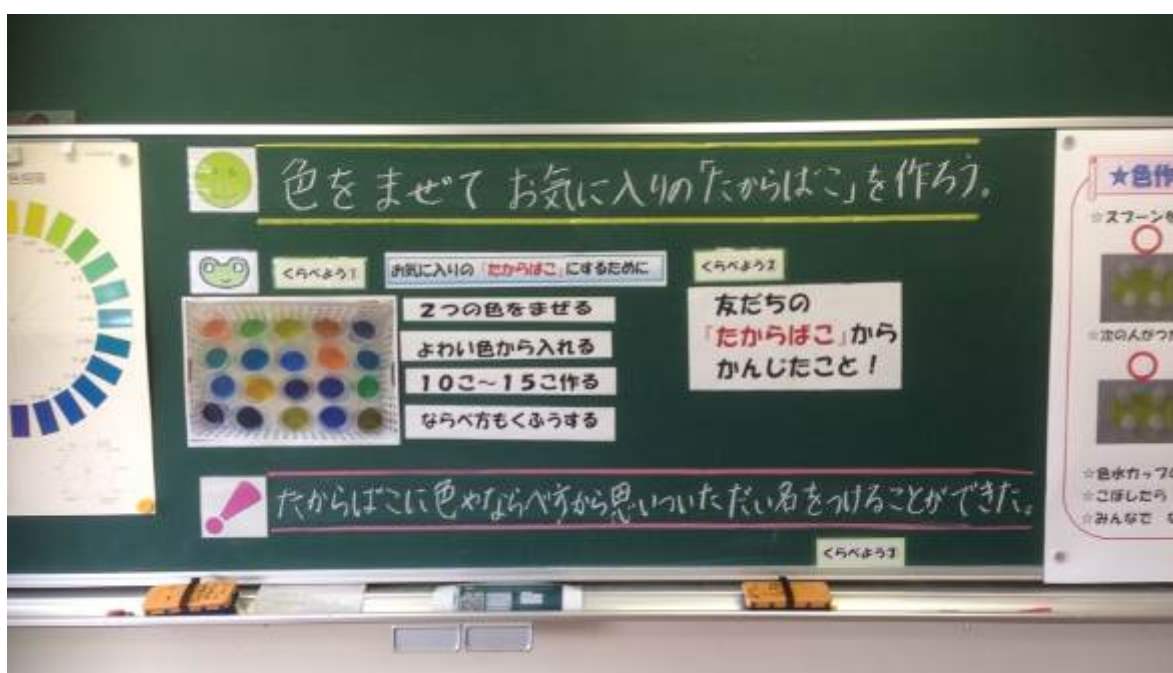 色をまぜて お気に入りの「たからばこ」を作ろう。
くらべよう1
お気に入りの「たからばこ」にするために
2つの色をまぜる
よわい色から入れる
10こ～15こ作る
ならべ方もくふうする
くらべよう2
友だちの
『たからばこ』から
かんじたこと！
たからばこに色やならべ方から思いついただい名をつけることができた。
くらべよう3
★色作
☆スプーンを
☆次の人がつ
☆色水カップの
☆こぼしたら
☆みんなで